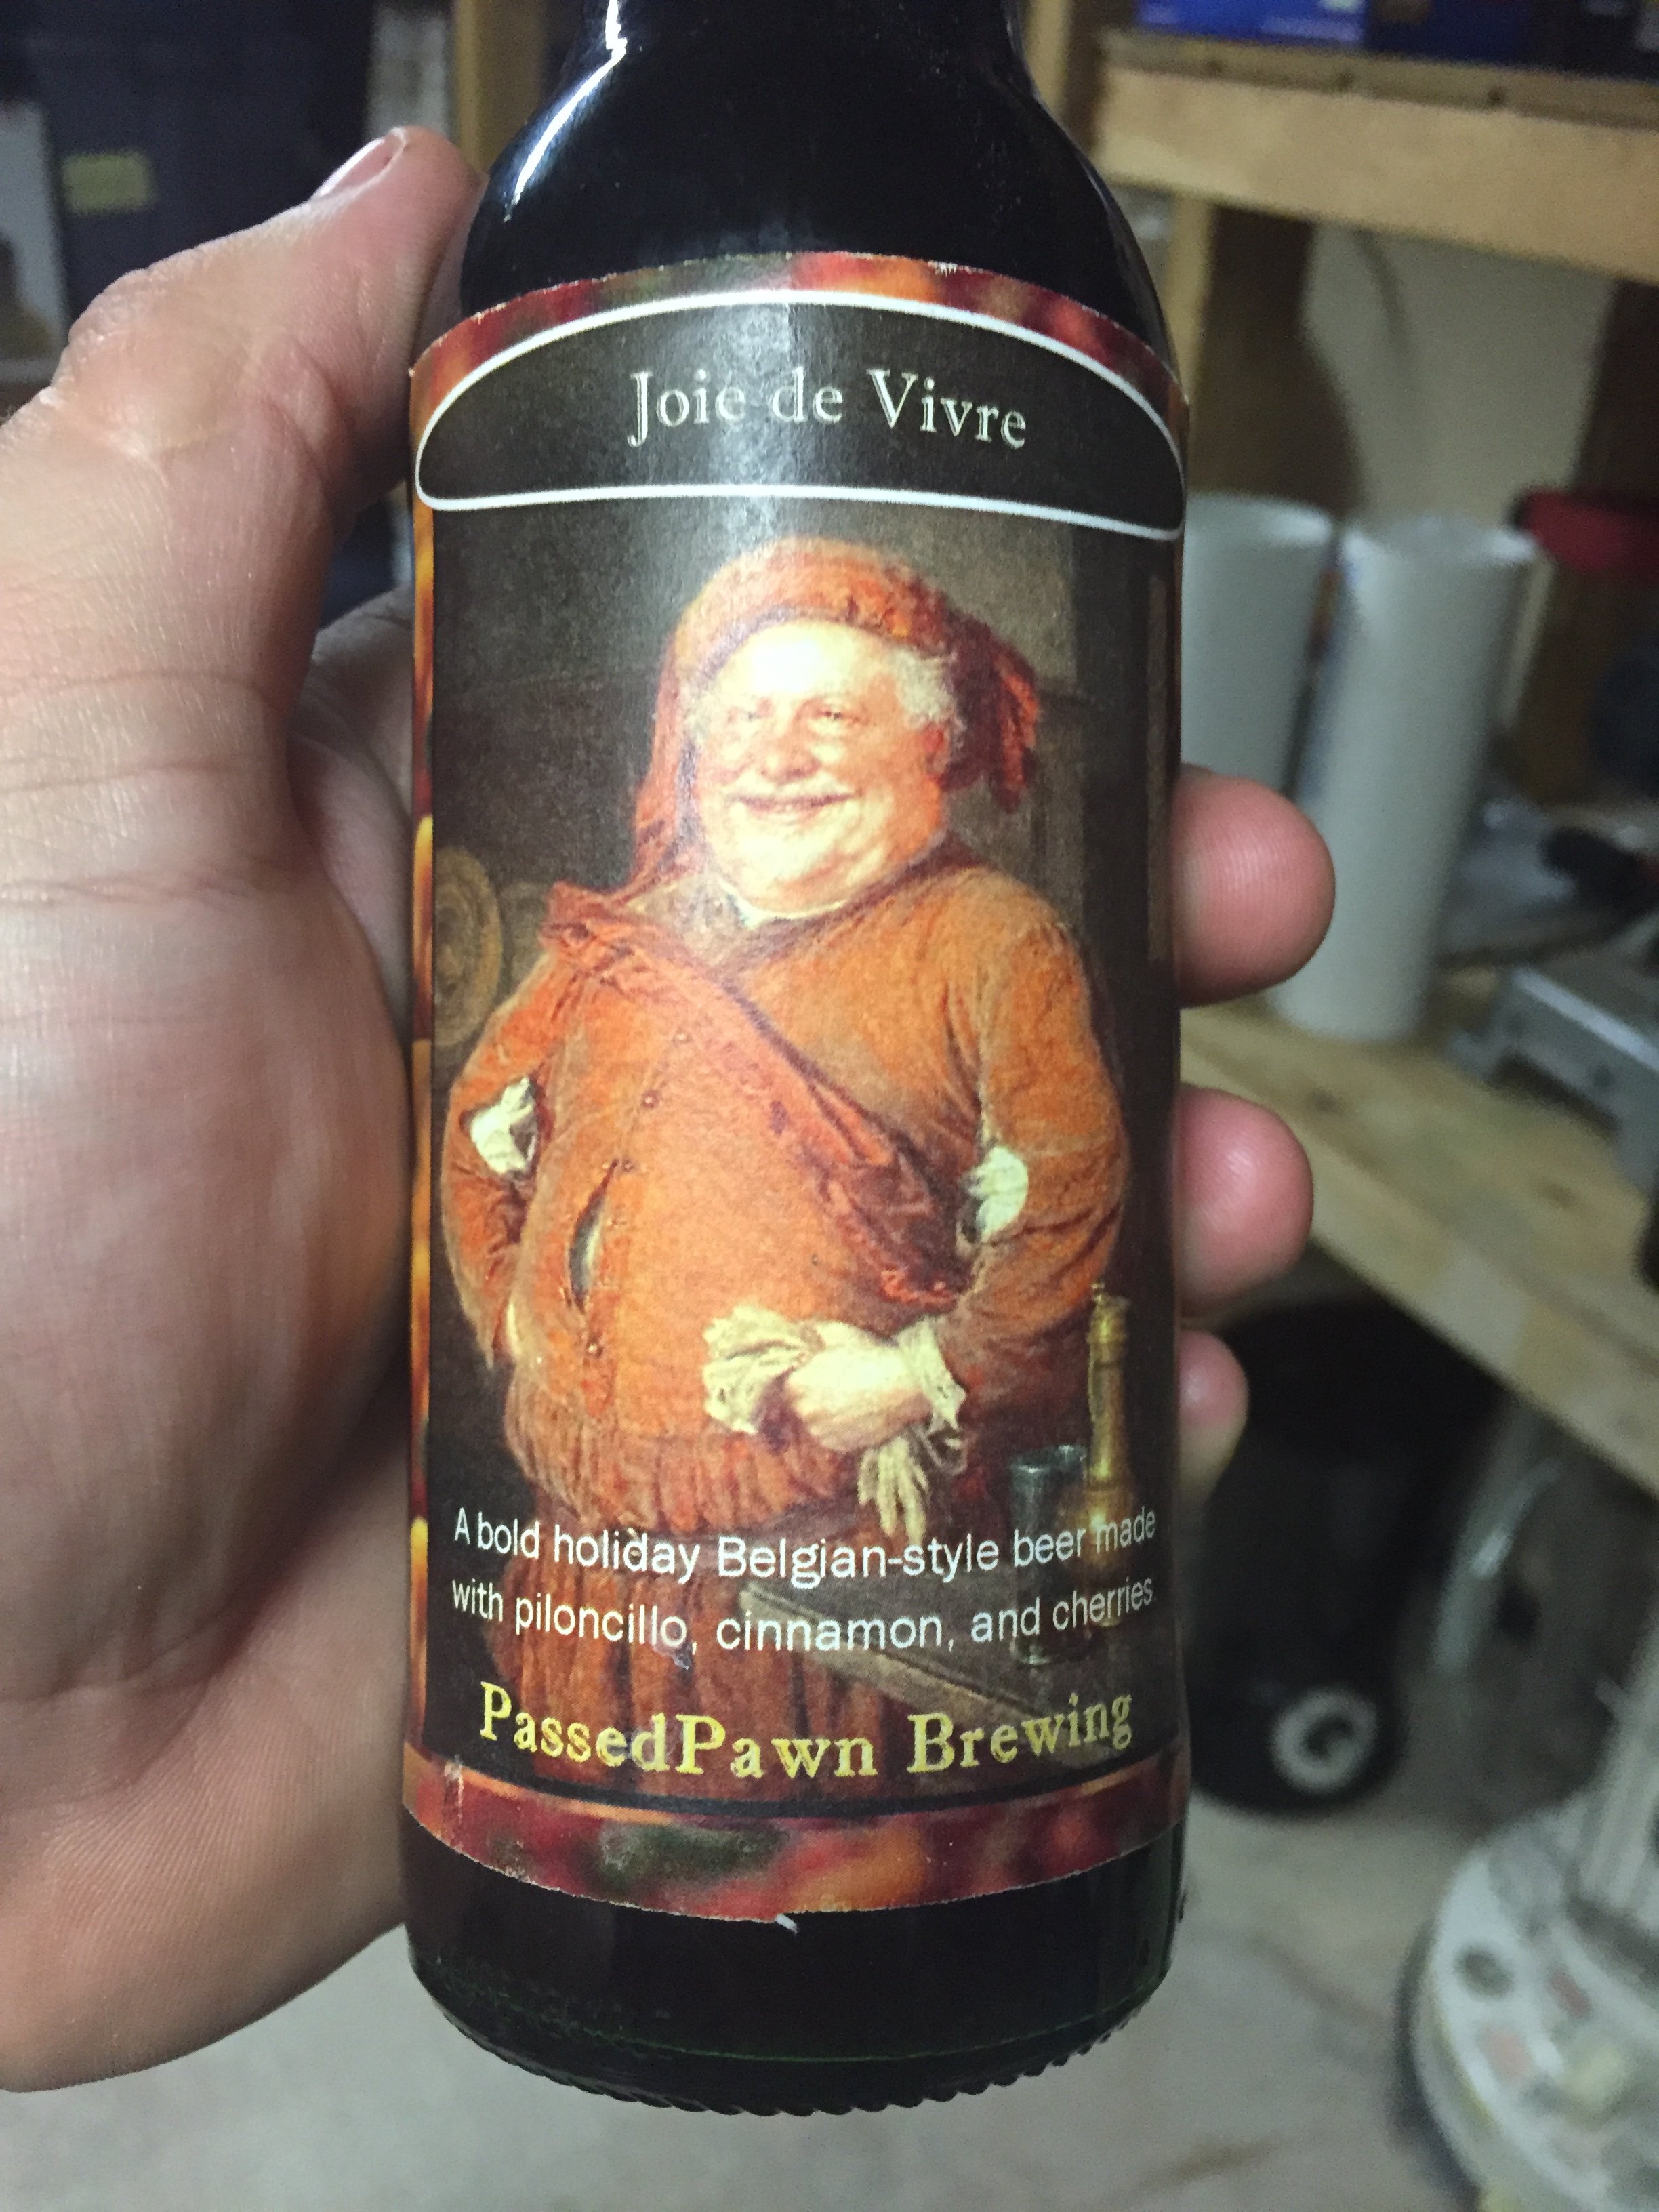 Joie de Vivre
A bold holiday Belgian-style beer made
with piloncillo, cinnamon, and cherries
PassedPawn Brewing